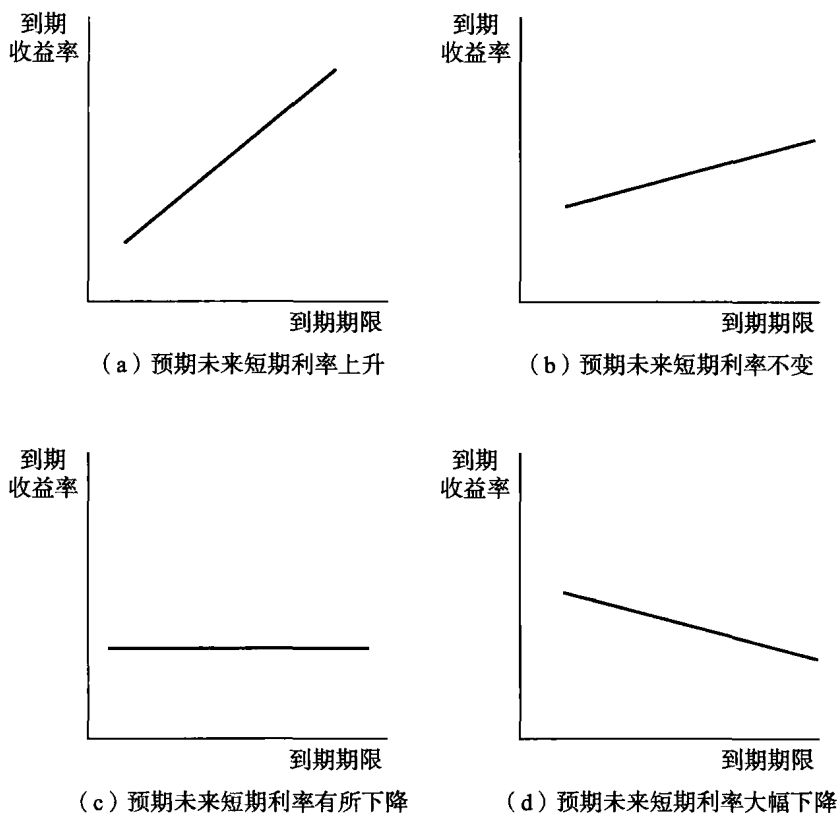 到期
收益率
到期期限
(a)预期未来短期利率上升
到期
收益率
到期期限
(b)预期未来短期利率不变
到期
收益率
到期期限
(c)预期未来短期利率有所下降
到期
收益率
到期期限
(d)预期未来短期利率大幅下降